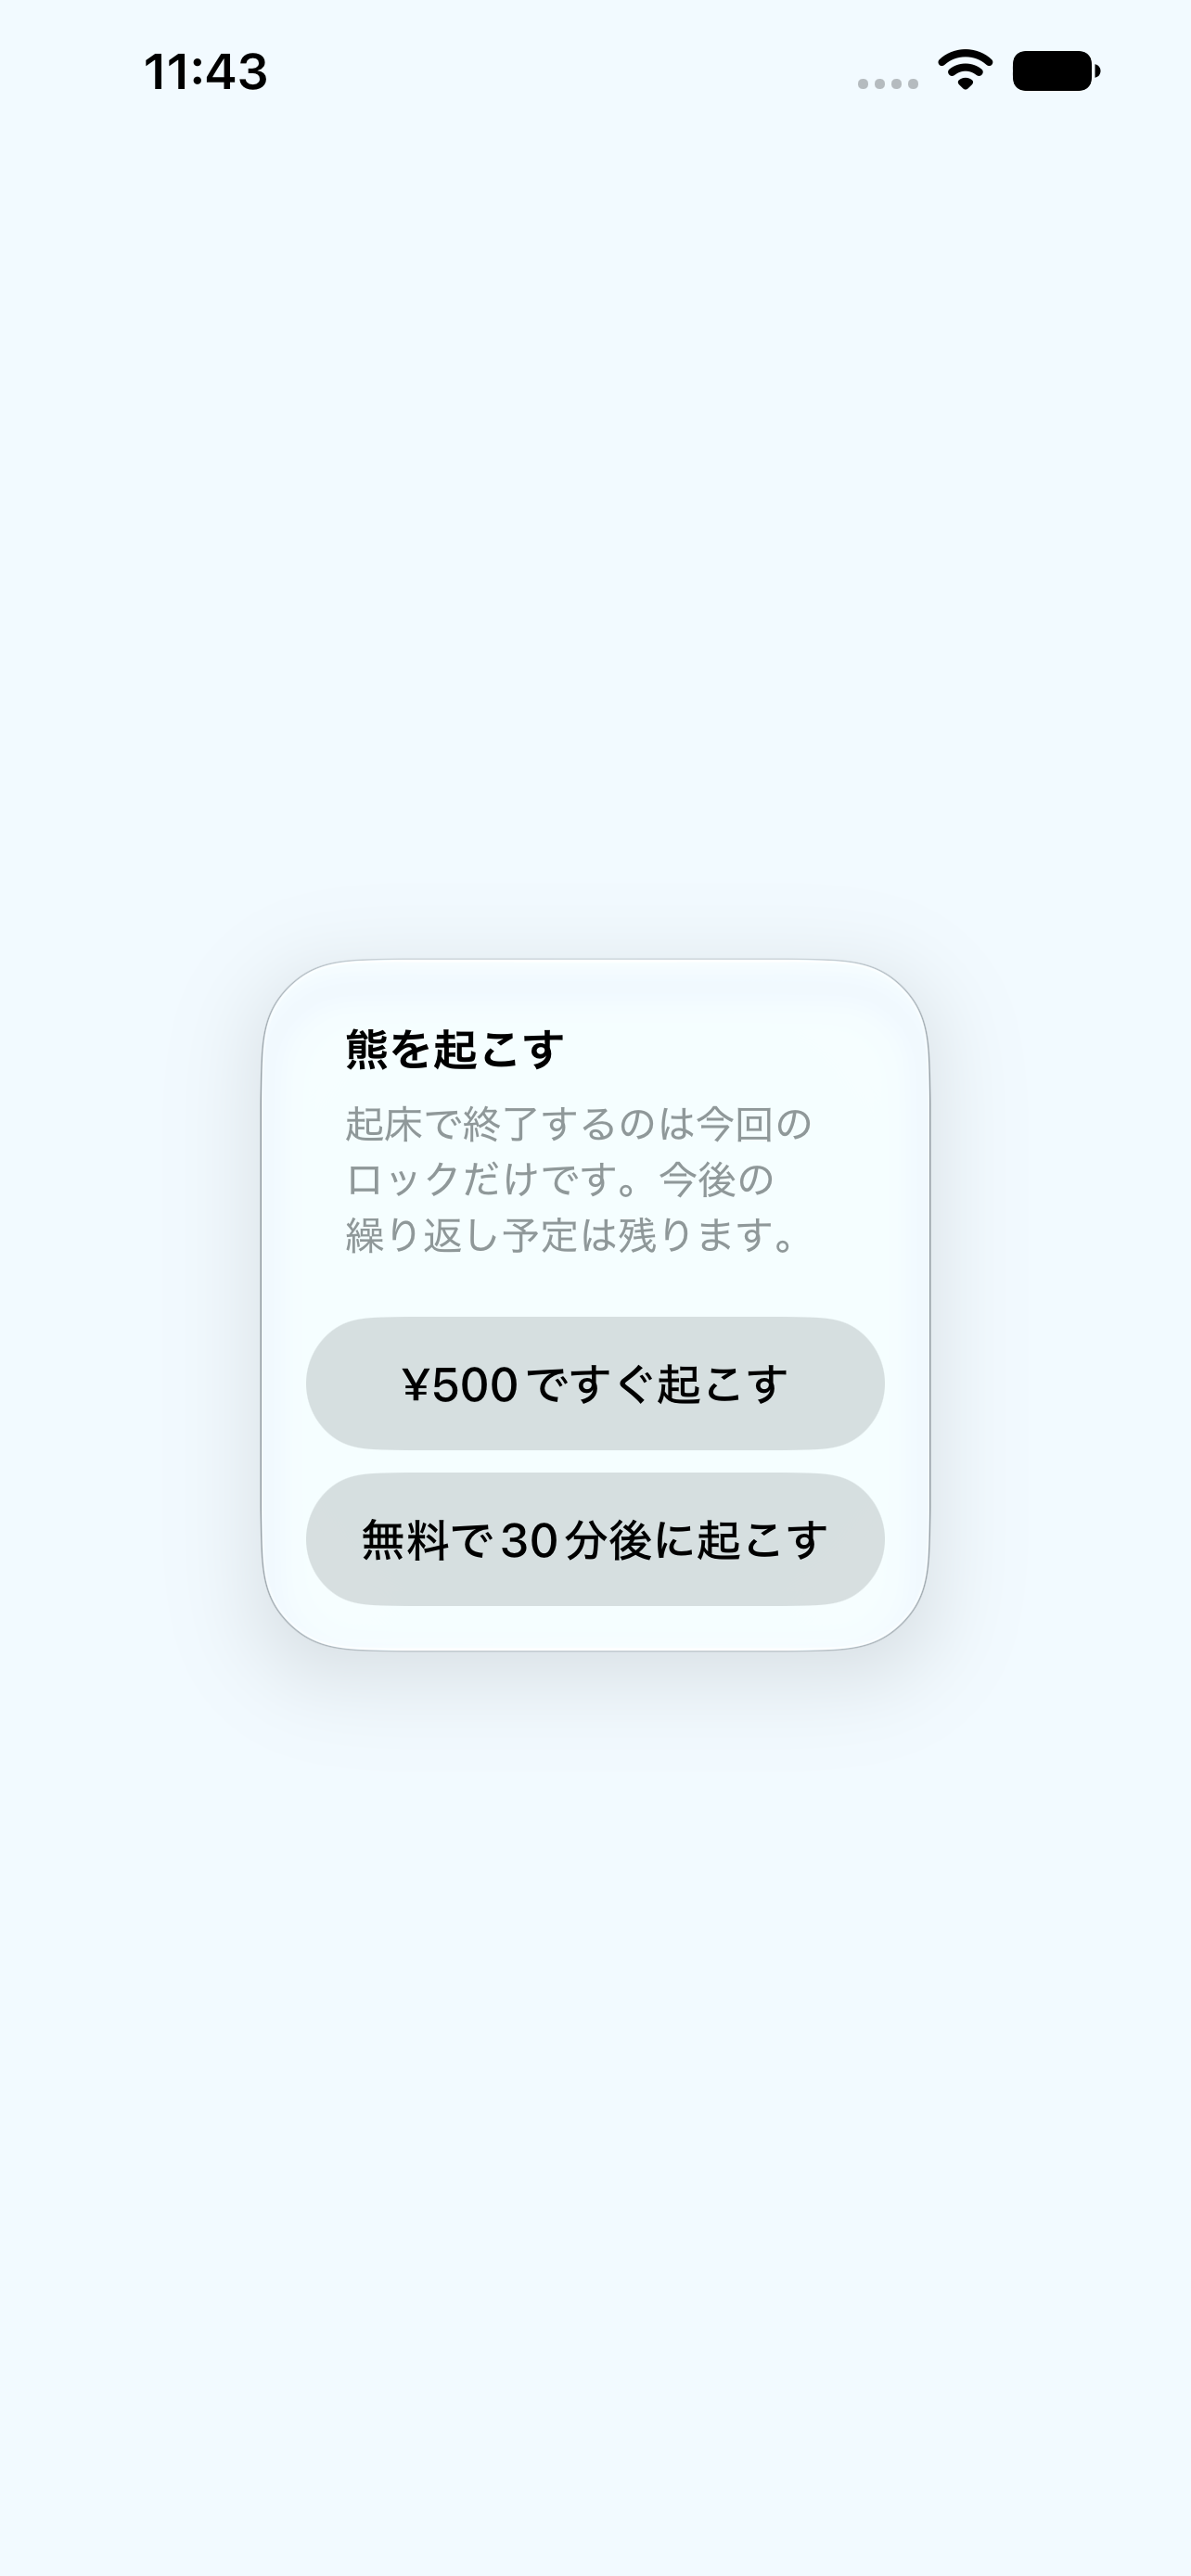 11:43
熊を起こす
起床で終了するのは今回の
ロックだけです。今後の
繰り返し予定は残ります。
¥500ですぐ起こす
無料で30分後に起こす